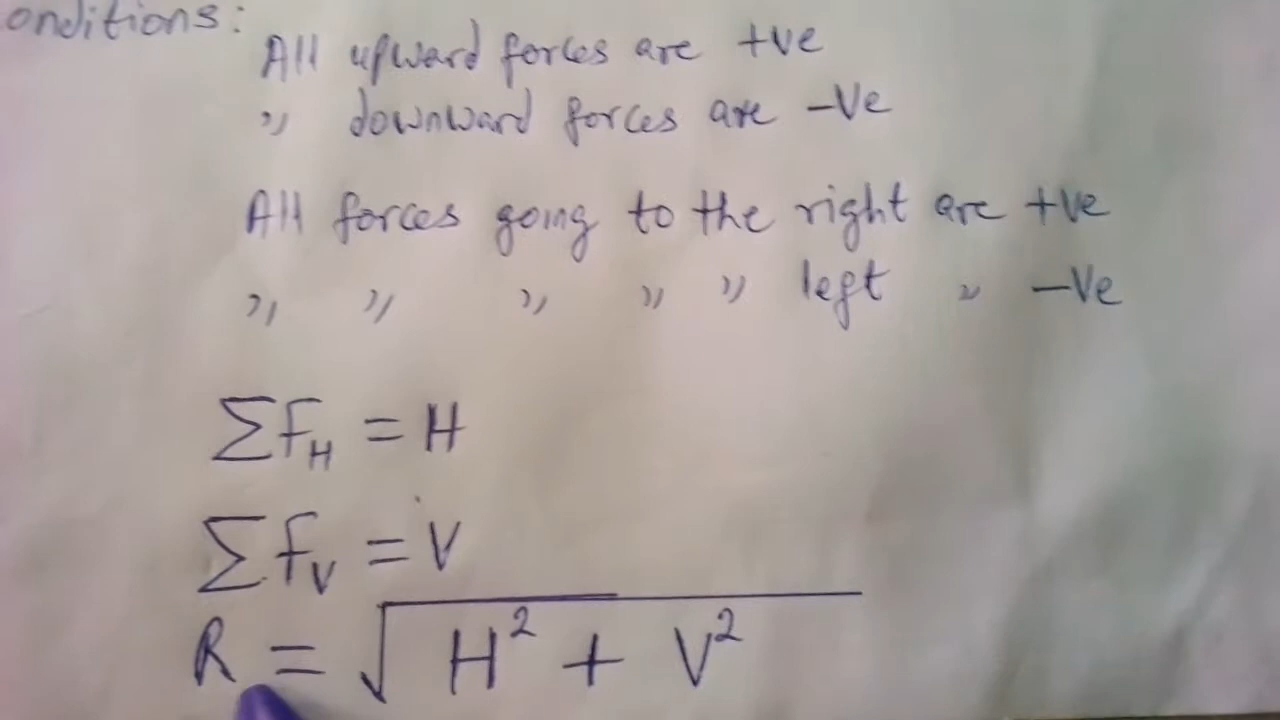 onditions:
All upward forces are +ve
" downward forces are -ve
All forces going to the right are +ve
" " " " " left " -ve
ΣF_H = H
ΣF_V = V
R = √(H² + V²)